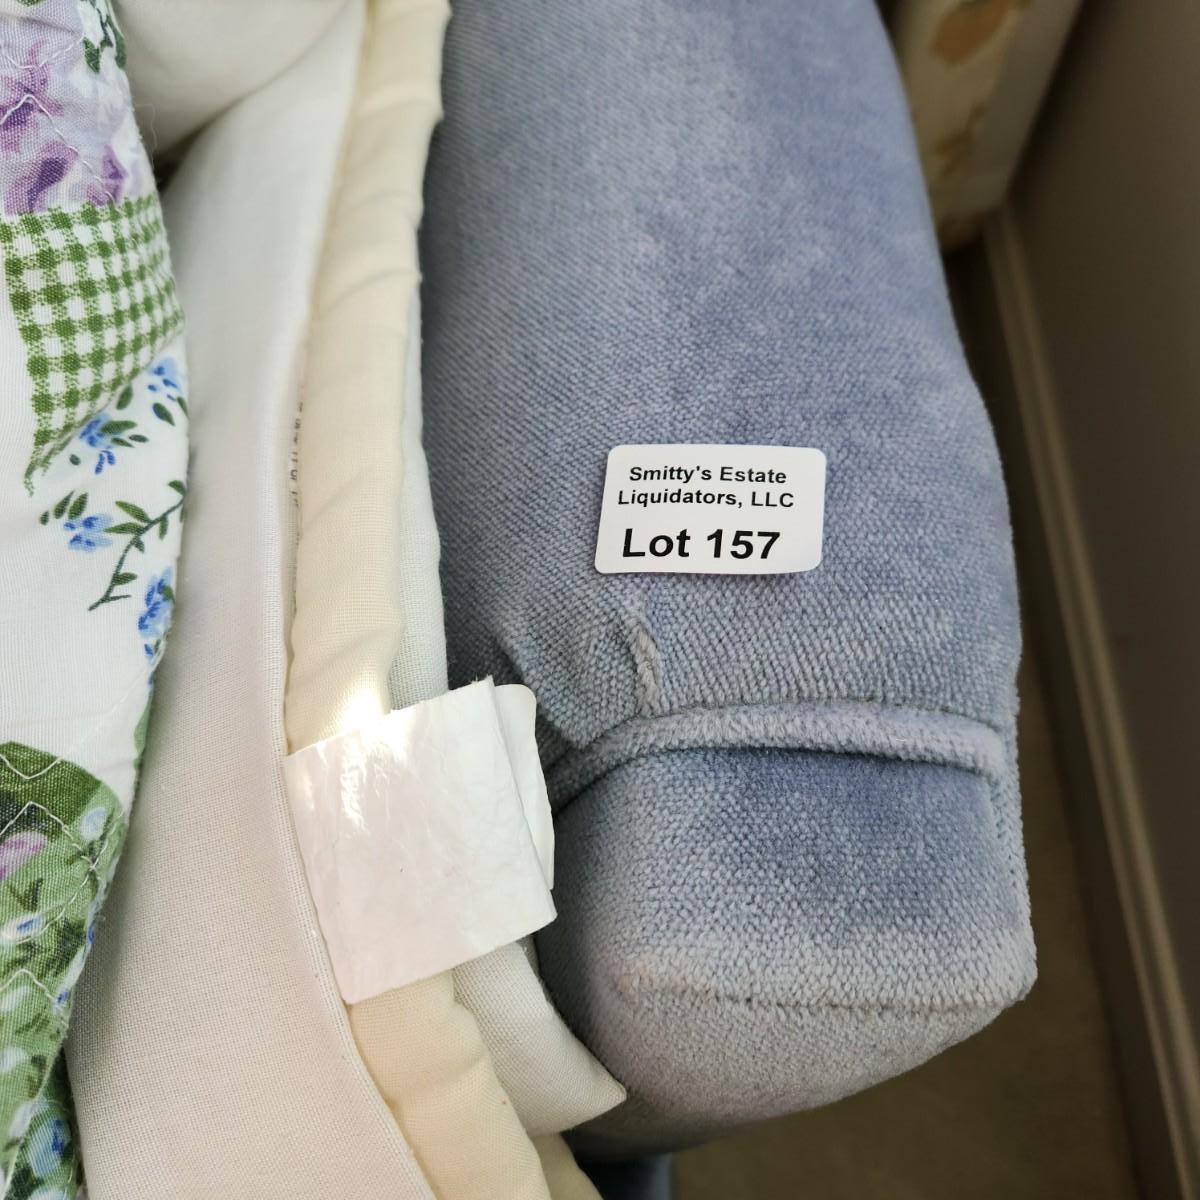 Smitty's Estate
Liquidators, LLC
Lot 157